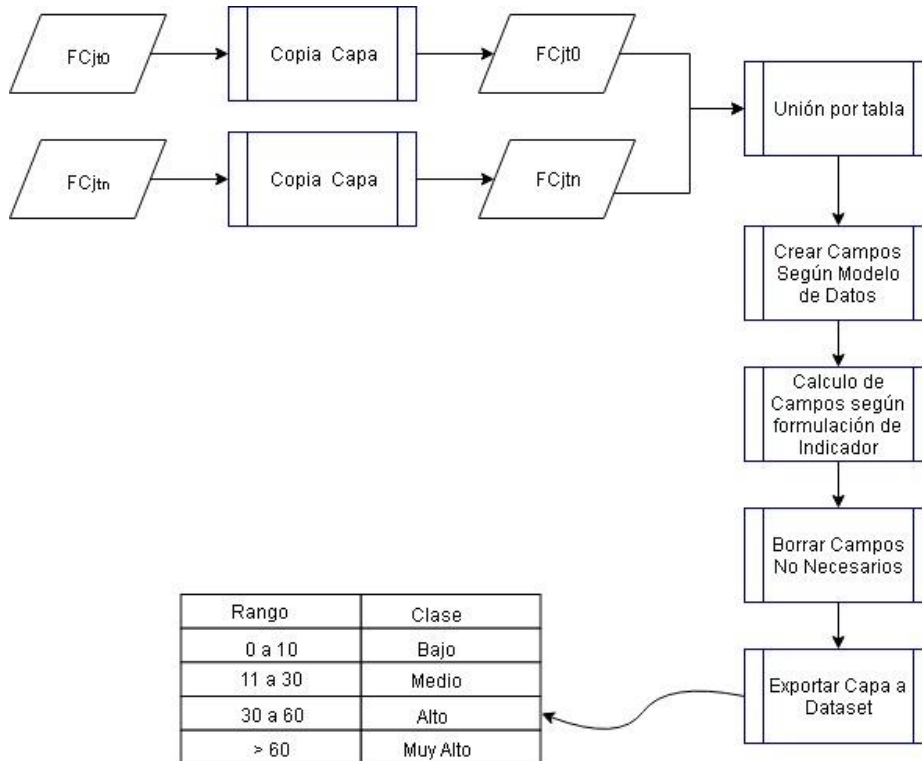 FCjt0
Copia Capa
FCjt0
FCjtn
Copia Capa
FCjtn
Unión por tabla
Crear Campos
Según Modelo
de Datos
Calculo de
Campos según
formulación de
Indicador
Borrar Campos
No Necesarios
Exportar Capa a
Dataset
Rango Clase
0 a 10 Bajo
11 a 30 Medio
30 a 60 Alto
> 60 Muy Alto